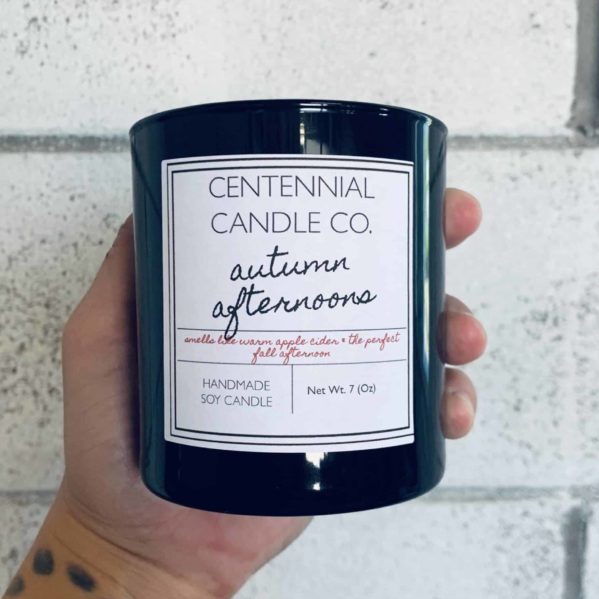 CENTENNIAL
CANDLE CO.
autumn
afternoons
smells like warm apple cider & the perfect
fall afternoon
HANDMADE
SOY CANDLE
Net Wt. 7 (Oz)